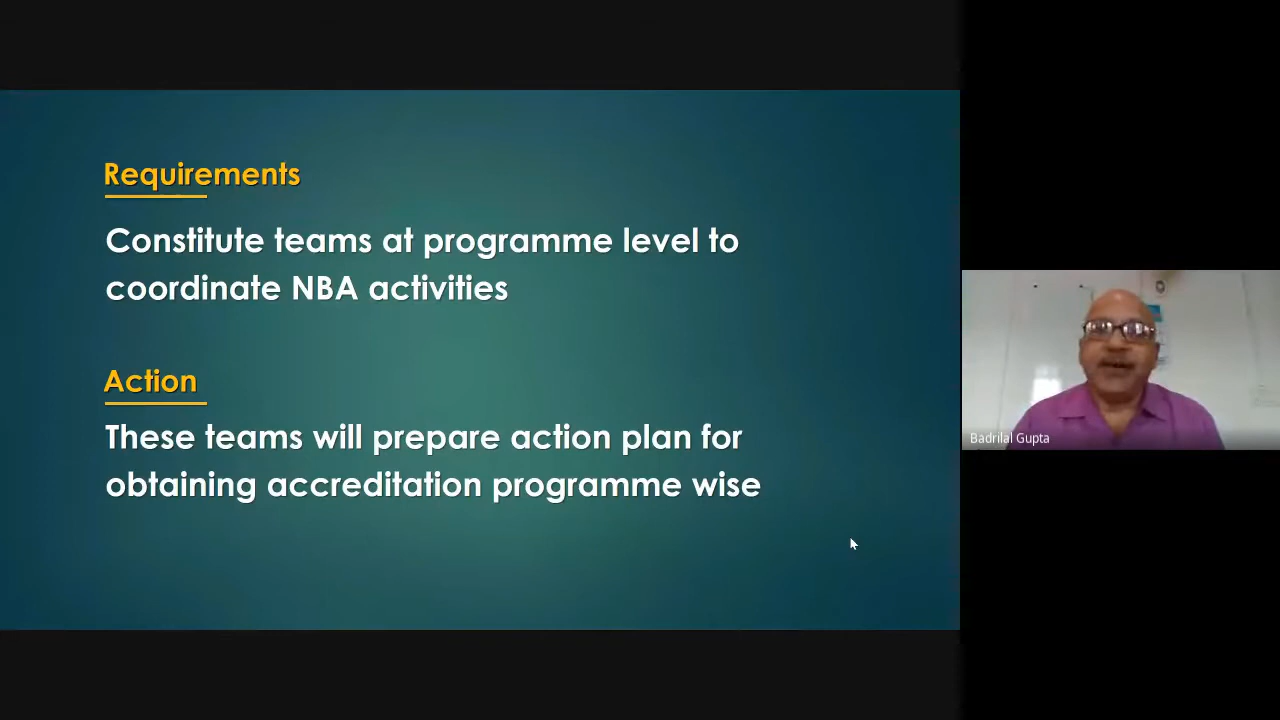 Requirements
Constitute teams at programme level to
coordinate NBA activities
Action
These teams will prepare action plan for
obtaining accreditation programme wise
Badrilal Gupta